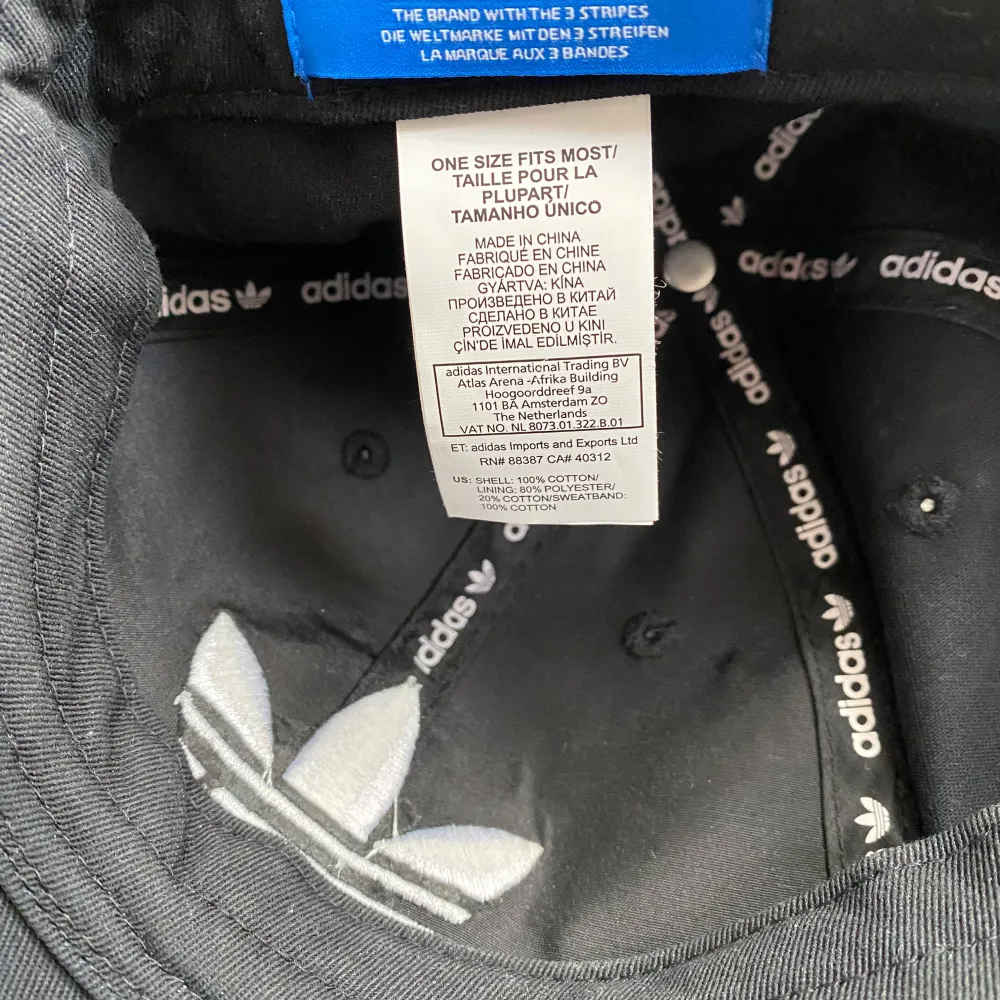 THE BRAND WITH THE 3 STRIPES
DIE WELTMARKE MIT DEN 3 STREIFEN
LA MARQUE AUX 3 BANDES
ONE SIZE FITS MOST/
TAILLE POUR LA
PLUPART/
TAMANHO ÚNICO
MADE IN CHINA
FABRIQUÉ EN CHINE
FABRICADO EN CHINA
GYÁRTVA: KÍNA
ПРОИЗВЕДЕНО В КИТАЙ
СДЕЛАНО В КИТАЕ
PROIZVEDENO U KINI
ÇİN'DE İMAL EDİLMİŞTİR.
adidas International Trading BV
Atlas Arena -Afrika Building
Hoogoorddreef 9a
1101 BA Amsterdam ZO
The Netherlands
VAT NO. NL 8073.01.322.B.01
ET: adidas Imports and Exports Ltd
RN# 88387 CA# 40312
US: SHELL: 100% COTTON/
LINING: 80% POLYESTER/
20% COTTON/SWEATBAND:
100% COTTON
adidas
adidas
adidas
adidas
adidas
adidas
adidas
adidas
adidas